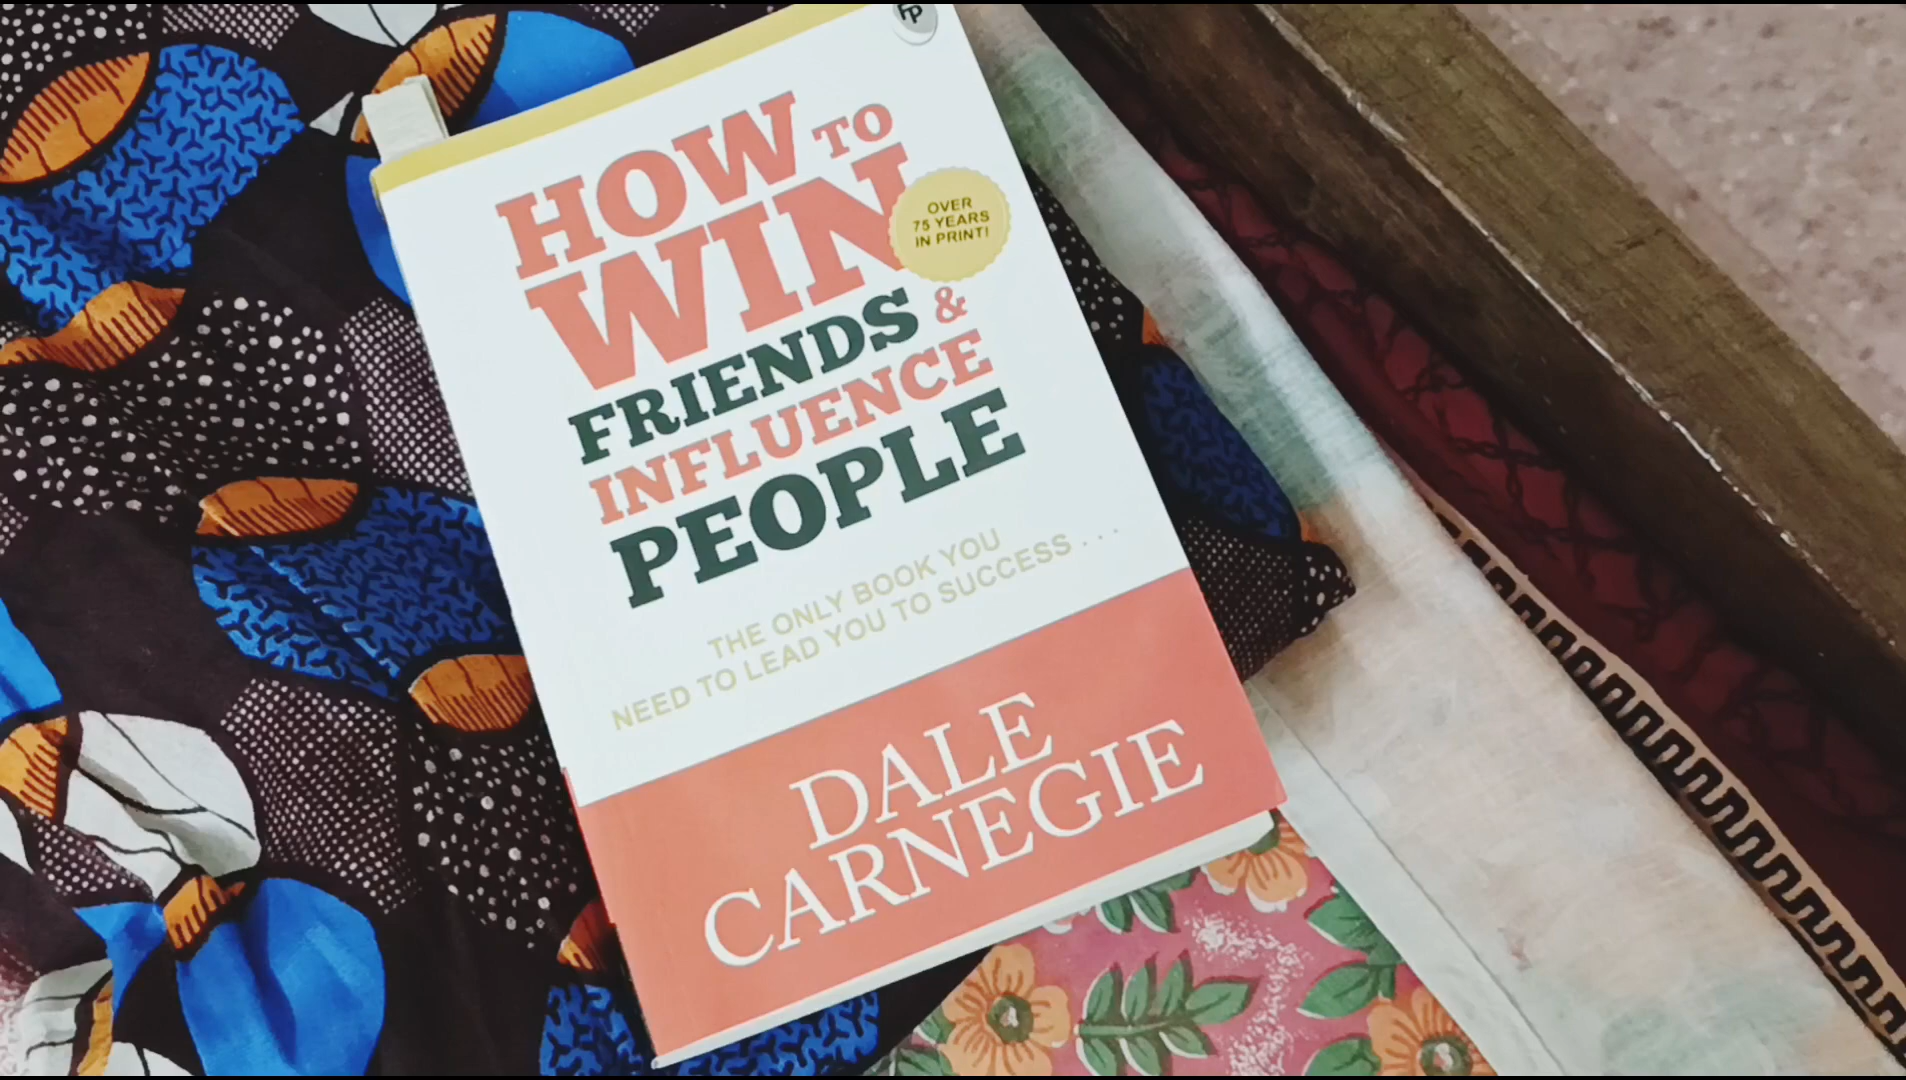 FP
HOW TO
WIN
OVER
75 YEARS
IN PRINT!
FRIENDS &
INFLUENCE
PEOPLE
THE ONLY BOOK YOU
NEED TO LEAD YOU TO SUCCESS . . .
DALE
CARNEGIE